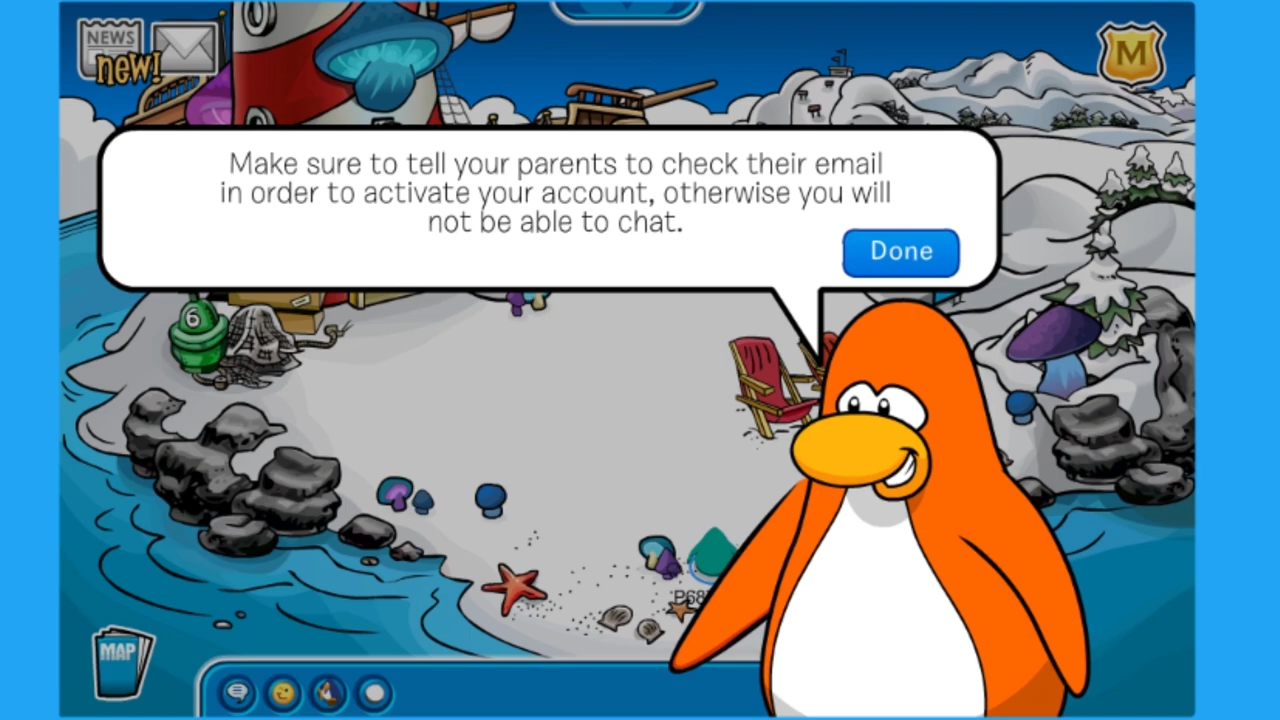 NEWS
new!
M
Make sure to tell your parents to check their email
in order to activate your account, otherwise you will
not be able to chat.
Done
6
P68
MAP